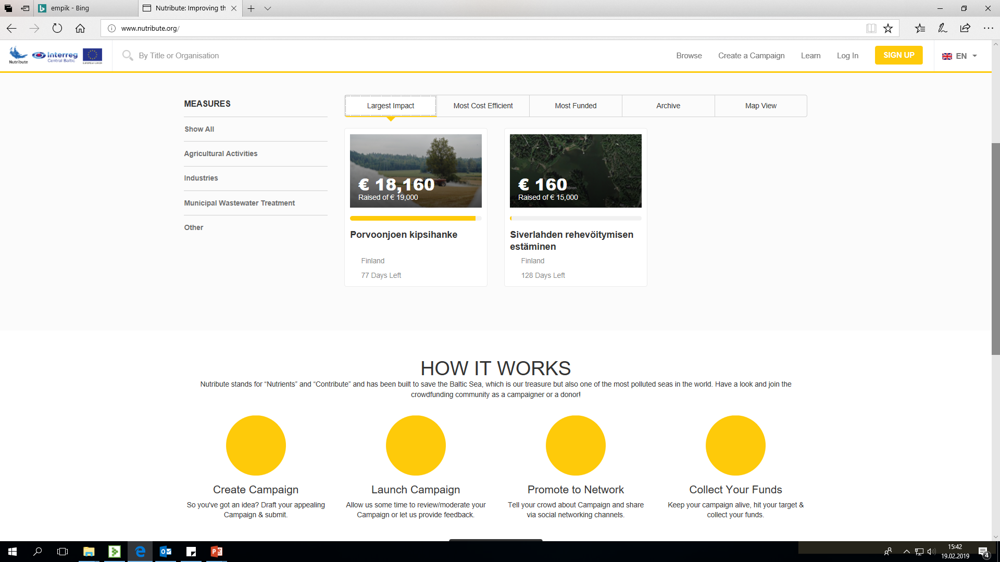 empik - Bing
Nutribute: Improving th
www.nutribute.org/
Nutribute
Interreg
Central Baltic
EUROPEAN UNION
By Title or Organisation
Browse
Create a Campaign
Learn
Log In
SIGN UP
EN
MEASURES
Show All
Agricultural Activities
Industries
Municipal Wastewater Treatment
Other
Largest Impact
Most Cost Efficient
Most Funded
Archive
Map View
€ 18,160
Raised of € 19,000
Porvoonjoen kipsihanke
Finland
77 Days Left
€ 160
Raised of € 15,000
Siverlahden rehevöitymisen
estäminen
Finland
128 Days Left
HOW IT WORKS
Nutribute stands for “Nutrients” and “Contribute” and has been built to save the Baltic Sea, which is our treasure but also one of the most polluted seas in the world. Have a look and join the
crowdfunding community as a campaigner or a donor!
Create Campaign
So you've got an idea? Draft your appealing
Campaign & submit.
Launch Campaign
Allow us some time to review/moderate your
Campaign or let us provide feedback.
Promote to Network
Tell your crowd about Campaign and share
via social networking channels.
Collect Your Funds
Keep your campaign alive, hit your target &
collect your funds.
15:42
19.02.2019
4